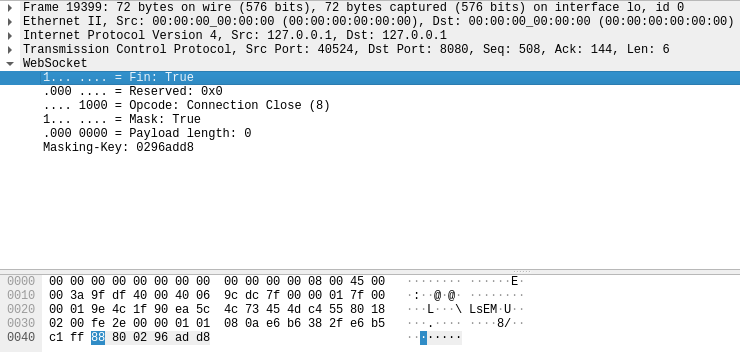 Frame 19399: 72 bytes on wire (576 bits), 72 bytes captured (576 bits) on interface lo, id 0
Ethernet II, Src: 00:00:00_00:00:00 (00:00:00:00:00:00), Dst: 00:00:00_00:00:00 (00:00:00:00:00:00)
Internet Protocol Version 4, Src: 127.0.0.1, Dst: 127.0.0.1
Transmission Control Protocol, Src Port: 40524, Dst Port: 8080, Seq: 508, Ack: 144, Len: 6
WebSocket
1... .... = Fin: True
.000 .... = Reserved: 0x0
.... 1000 = Opcode: Connection Close (8)
1... .... = Mask: True
.000 0000 = Payload length: 0
Masking-Key: 0296add8
0000 00 00 00 00 00 00 00 00 00 00 00 00 08 00 45 00 ········ ······E·
0010 00 3a 9f df 40 00 40 06 9c dc 7f 00 00 01 7f 00 ·:··@·@· ········
0020 00 01 9e 4c 1f 90 ea 5c 4c 73 45 4d c4 55 80 18 ···L···\ LsEM·U··
0030 02 00 fe 2e 00 00 01 01 08 0a e6 b6 38 2f e6 b5 ···.···· ····8/··
0040 c1 ff 88 80 02 96 ad d8 ········